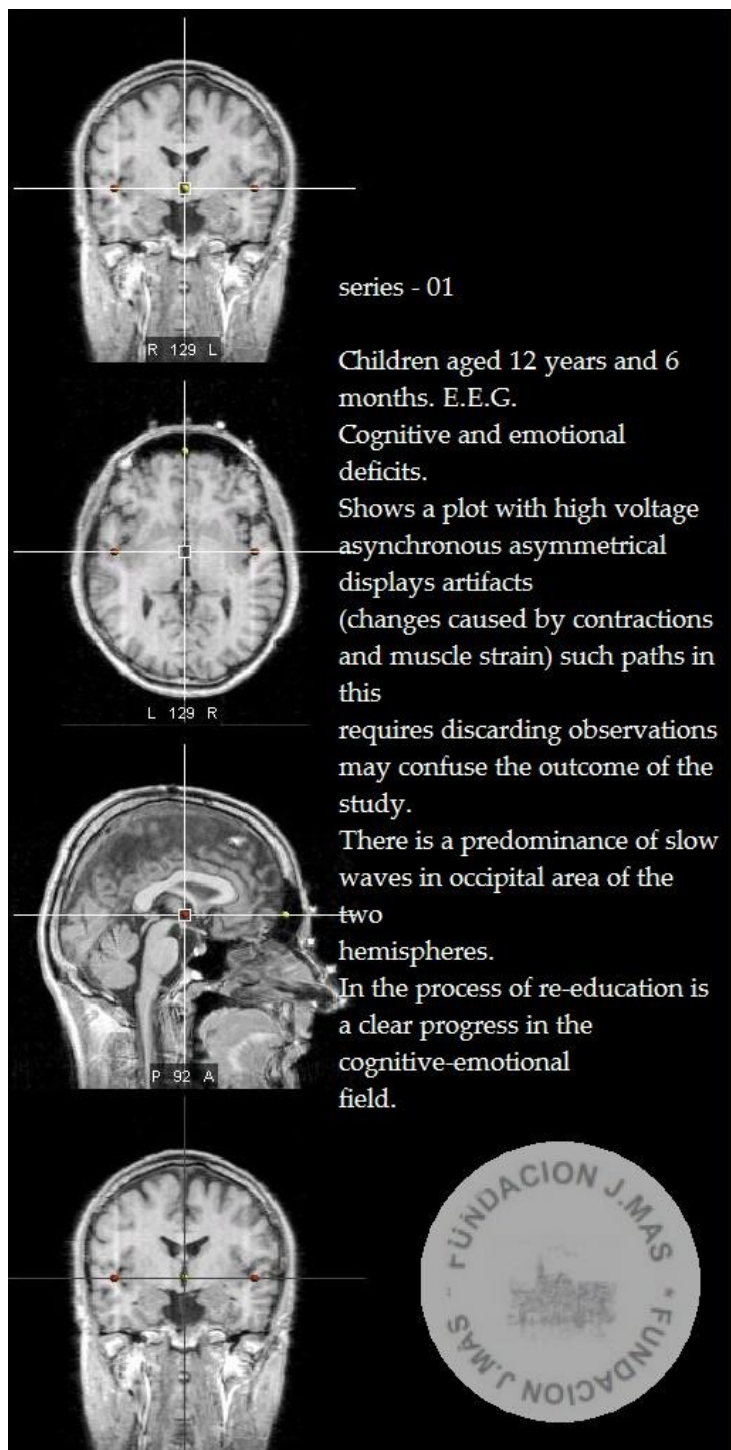 R 129 L
series - 01
Children aged 12 years and 6
months. E.E.G.
Cognitive and emotional
deficits.
Shows a plot with high voltage
asynchronous asymmetrical
displays artifacts
(changes caused by contractions
and muscle strain) such paths in
this
requires discarding observations
may confuse the outcome of the
study.
There is a predominance of slow
waves in occipital area of the
two
hemispheres.
In the process of re-education is
a clear progress in the
cognitive-emotional
field.
L 129 R
P 92 A
FUNDACION J.MAS * FUNDACION J.MAS -